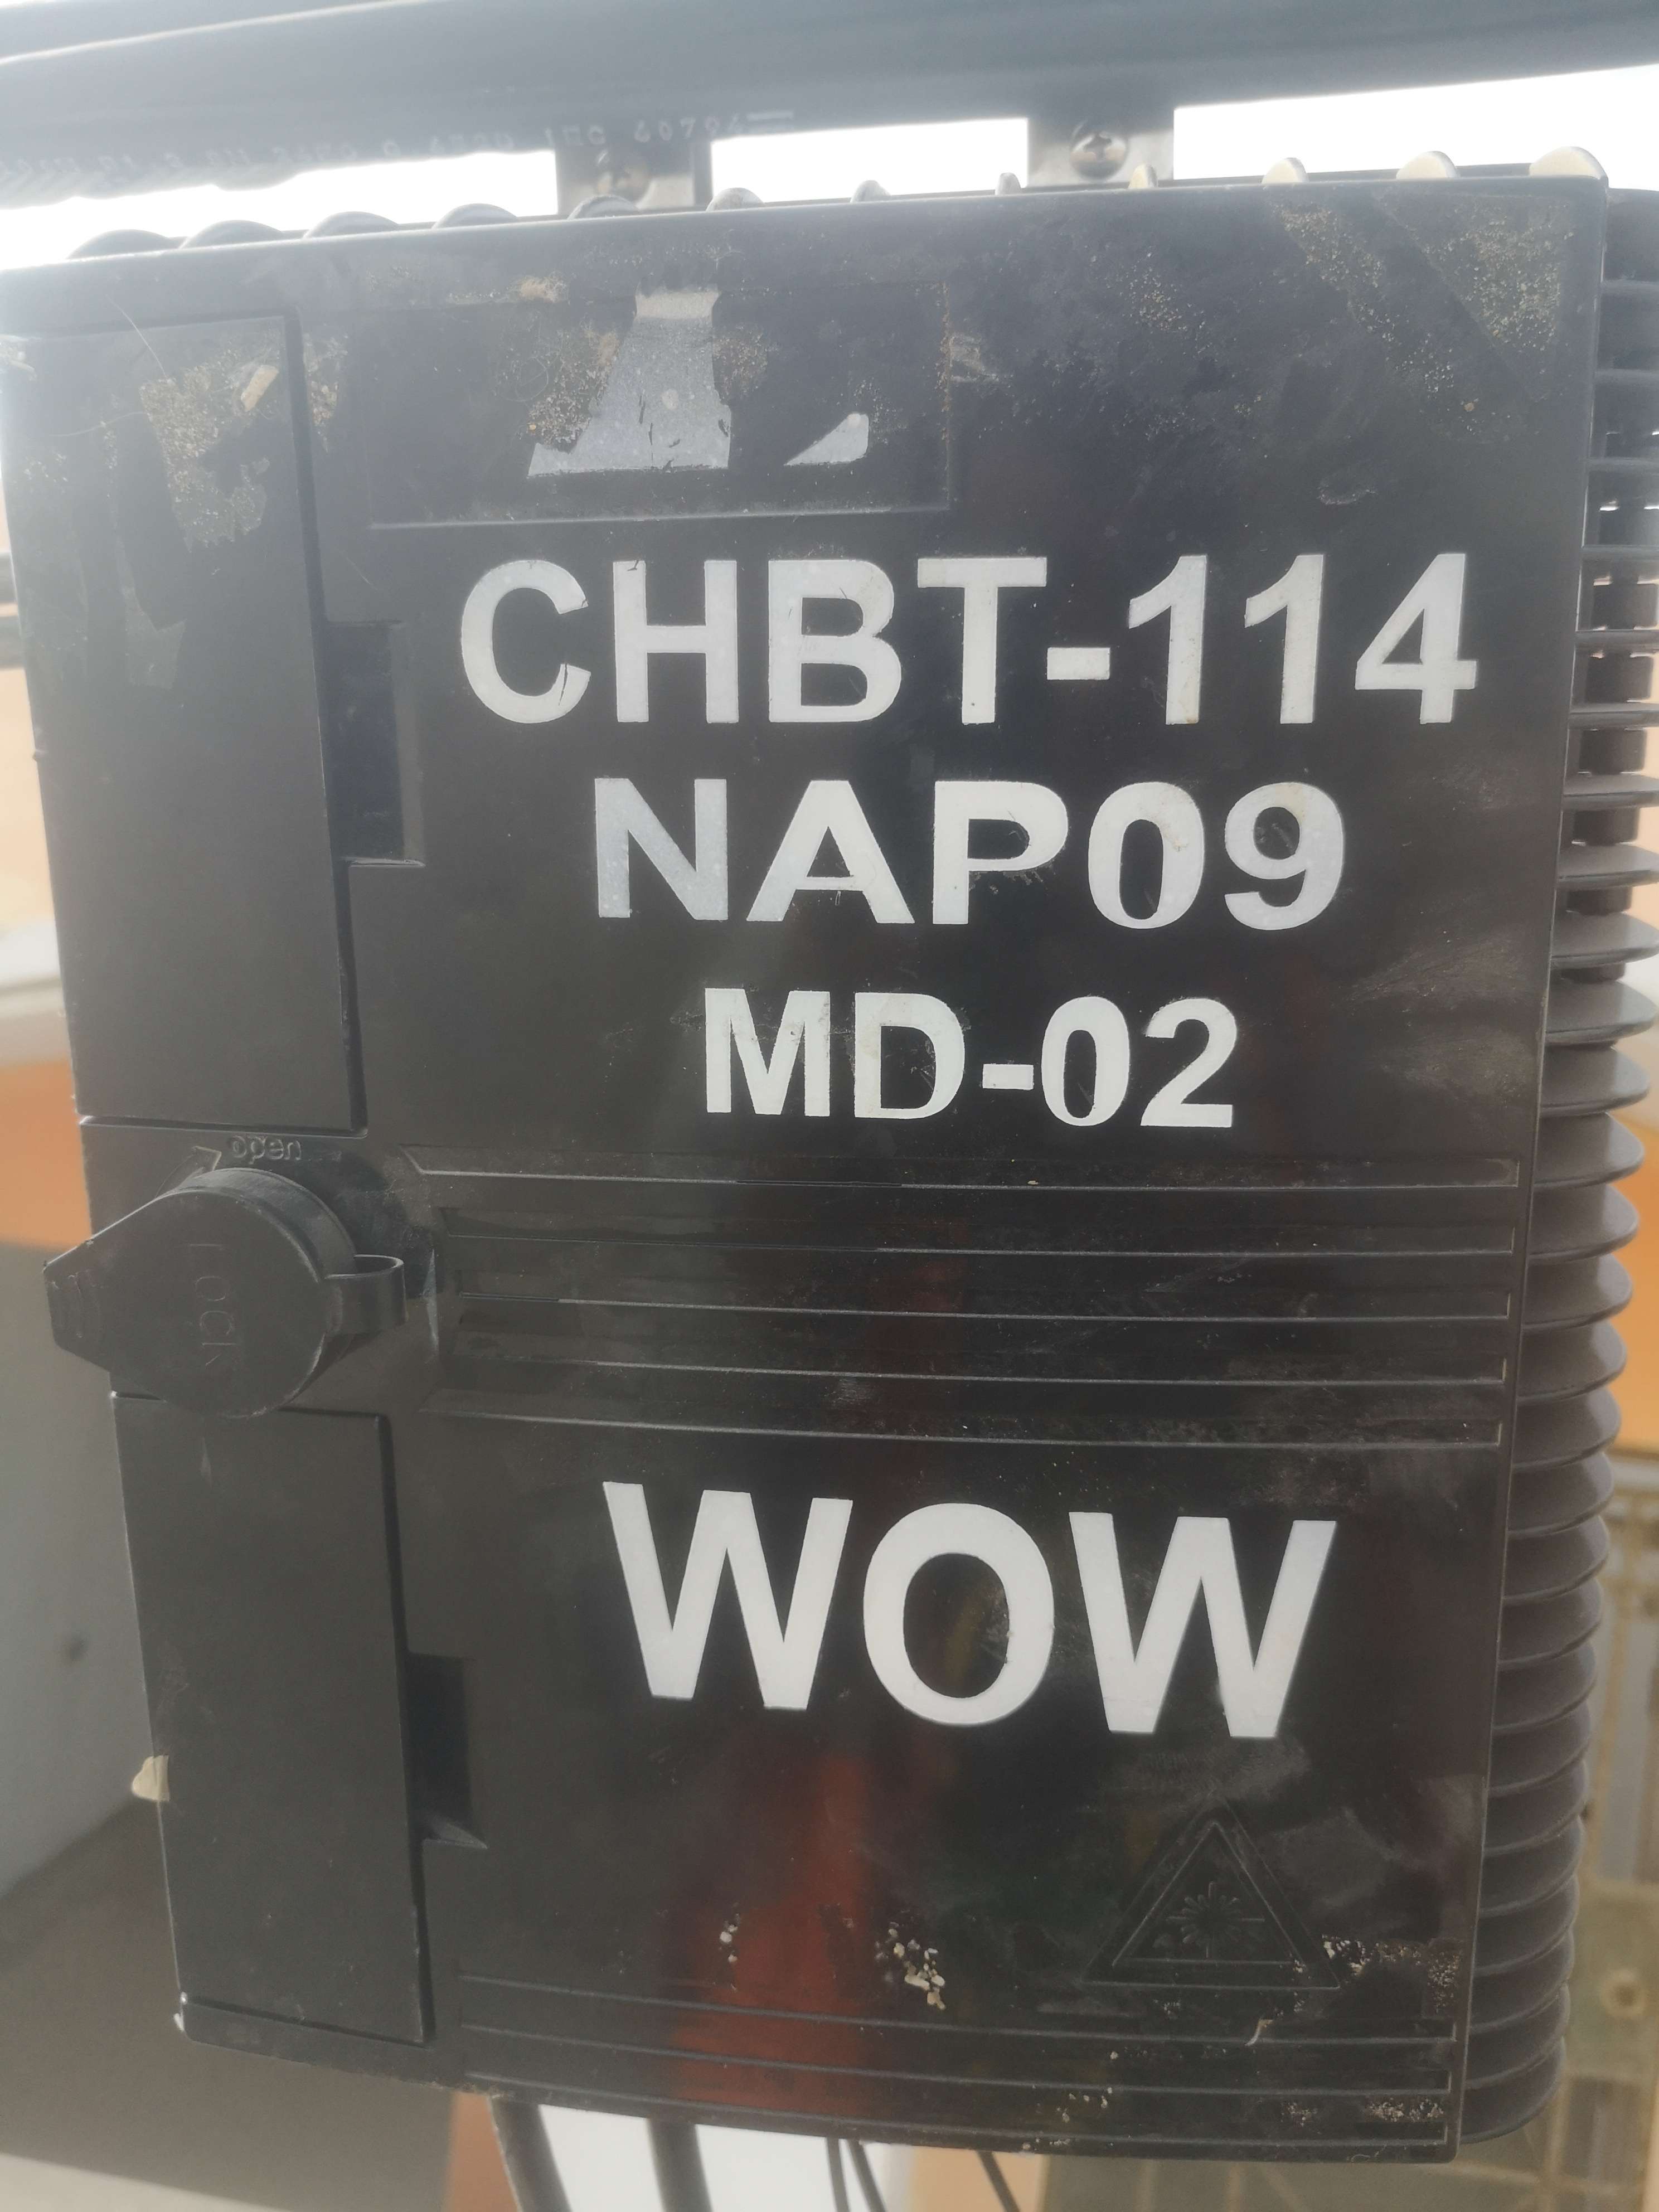 CHBT-114
NAP09
MD-02
open
LOCK
WOW